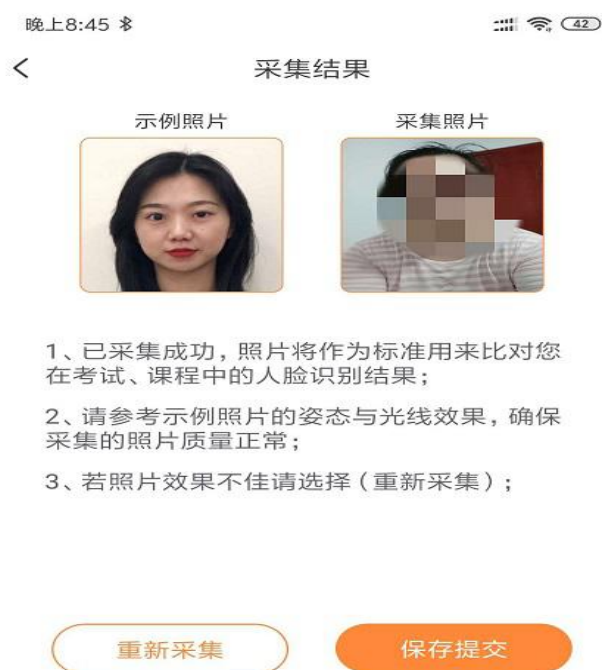 晚上8:45
42
采集结果
示例照片
采集照片
1、已采集成功，照片将作为标准用来比对您
在考试、课程中的人脸识别结果；
2、请参考示例照片的姿态与光线效果，确保
采集的照片质量正常；
3、若照片效果不佳请选择（重新采集）；
重新采集
保存提交